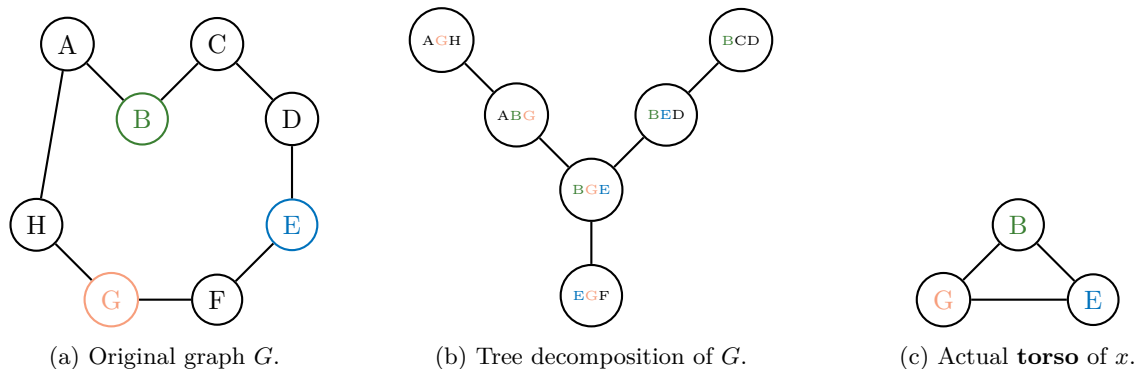 A
C
B
D
H
E
G
F
(a) Original graph G.
AGH
BCD
ABG
BED
BGE
EGF
(b) Tree decomposition of G.
B
G
E
(c) Actual torso of x.